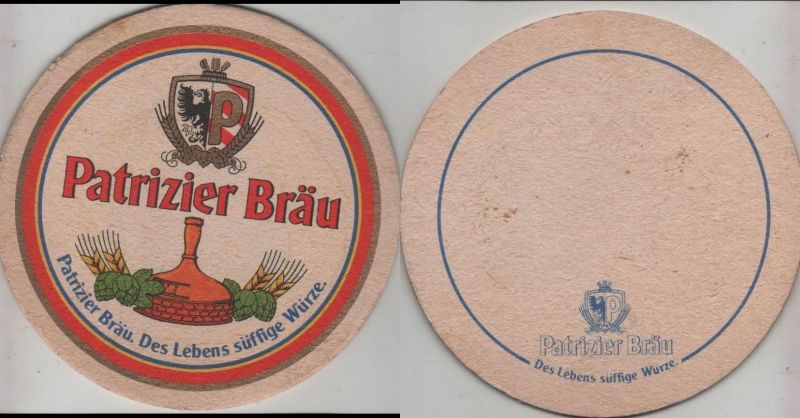 P
Patrizier Bräu
Patrizier Bräu. Des Lebens süffige Würze.
P
Patrizier Bräu
Des Lebens süffige Würze.